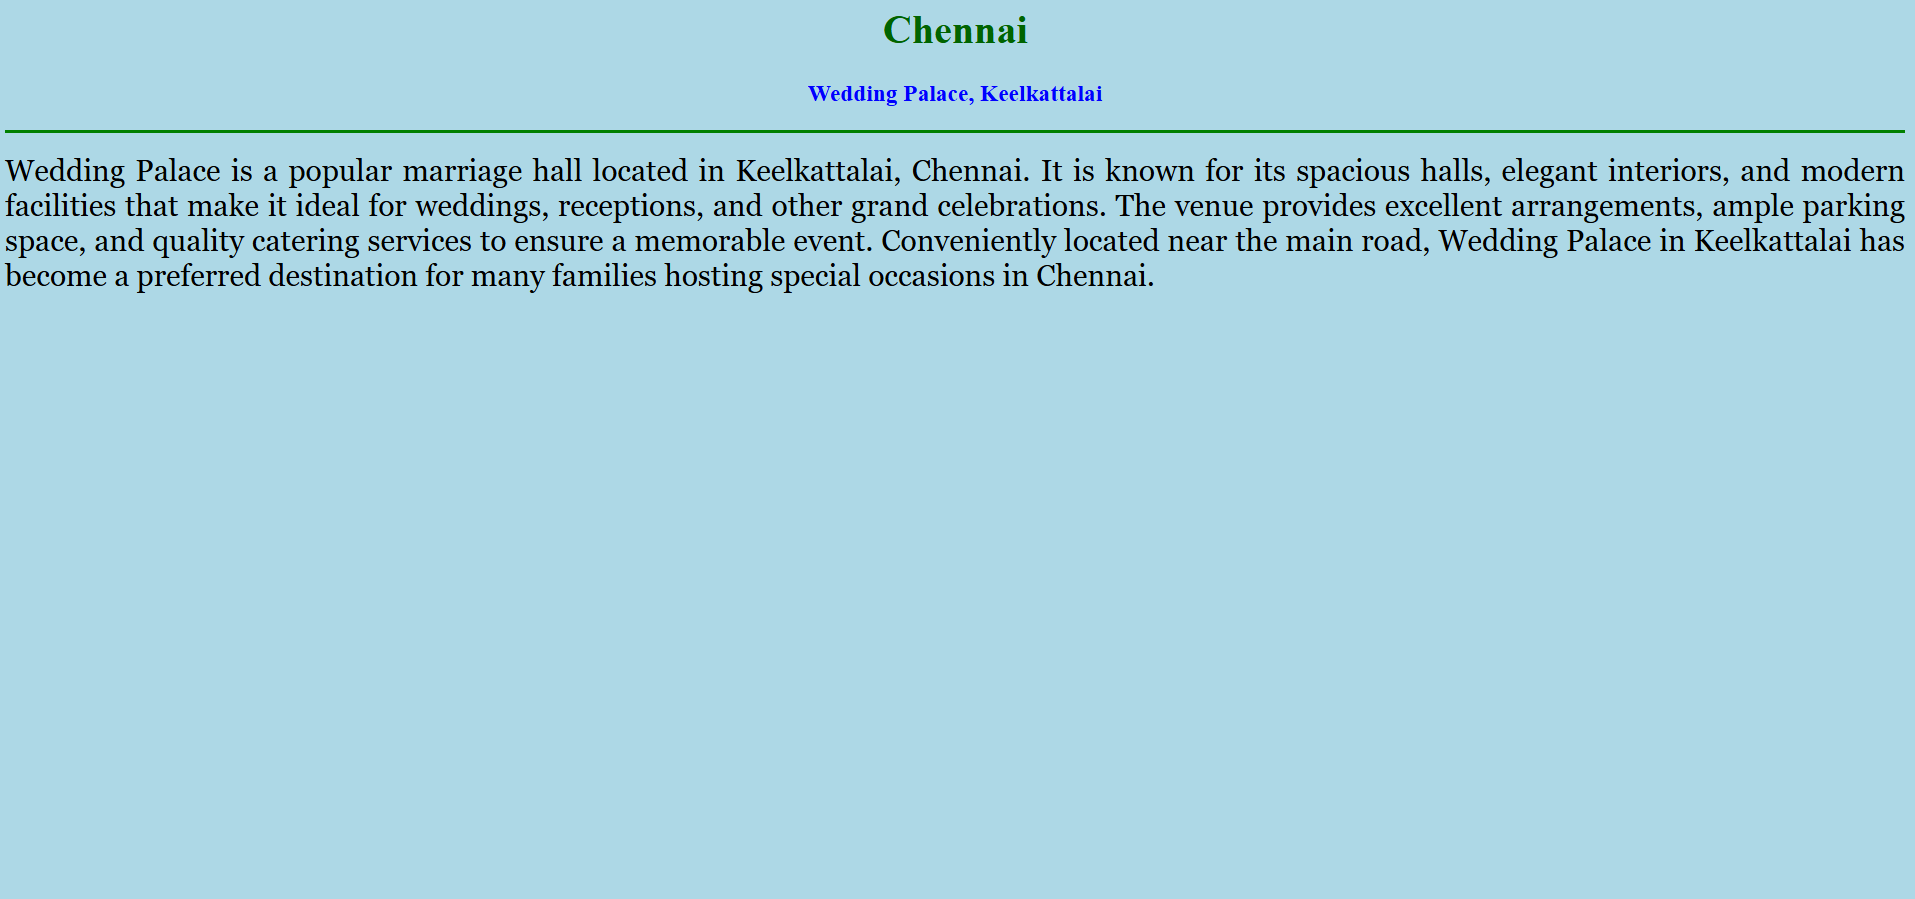 Chennai
Wedding Palace, Keelkattalai
Wedding Palace is a popular marriage hall located in Keelkattalai, Chennai. It is known for its spacious halls, elegant interiors, and modern
facilities that make it ideal for weddings, receptions, and other grand celebrations. The venue provides excellent arrangements, ample parking
space, and quality catering services to ensure a memorable event. Conveniently located near the main road, Wedding Palace in Keelkattalai has
become a preferred destination for many families hosting special occasions in Chennai.